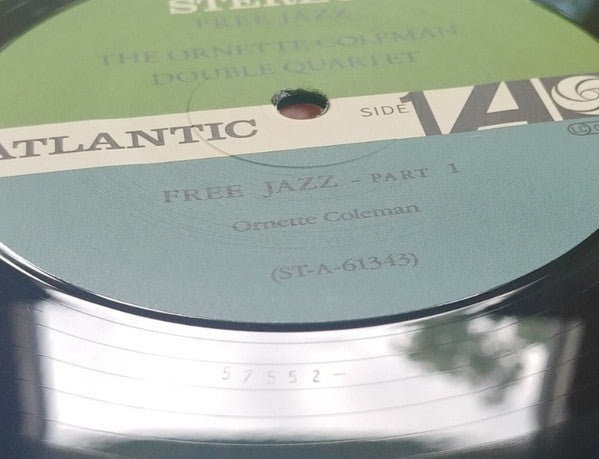 STEREO
FREE JAZZ
THE ORNETTE COLEMAN
DOUBLE QUARTET
ATLANTIC
SIDE 1
FREE JAZZ - PART 1
Ornette Coleman
(ST-A-61343)
57552-